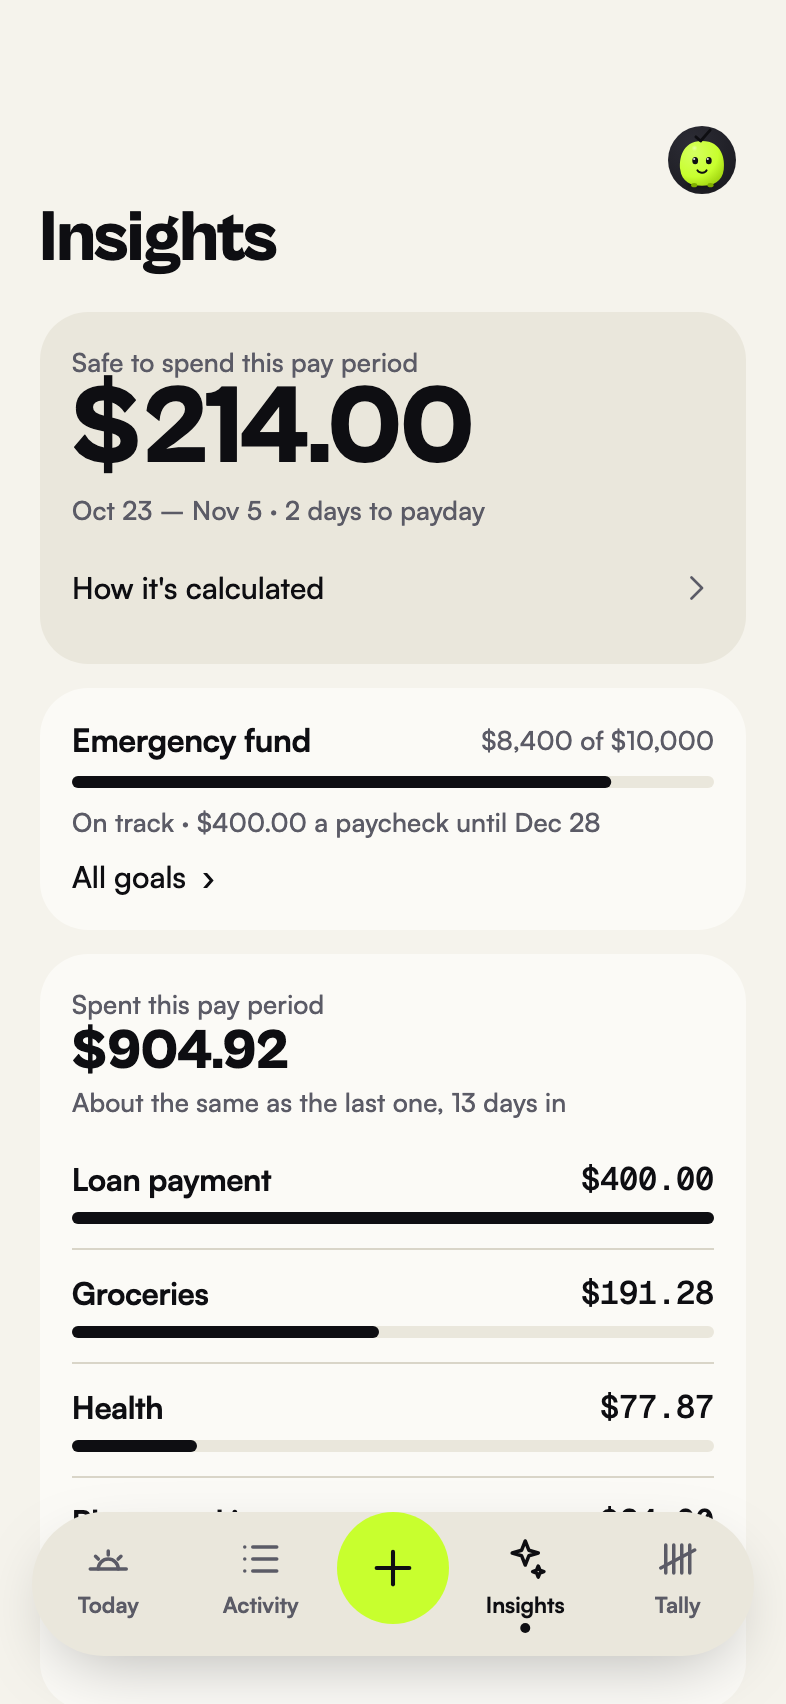 Insights
Safe to spend this pay period
$214.00
Oct 23 — Nov 5 · 2 days to payday
How it's calculated
Emergency fund $8,400 of $10,000
On track · $400.00 a paycheck until Dec 28
All goals ›
Spent this pay period
$904.92
About the same as the last one, 13 days in
Loan payment $400.00
Groceries $191.28
Health $77.87
Today Activity Insights Tally